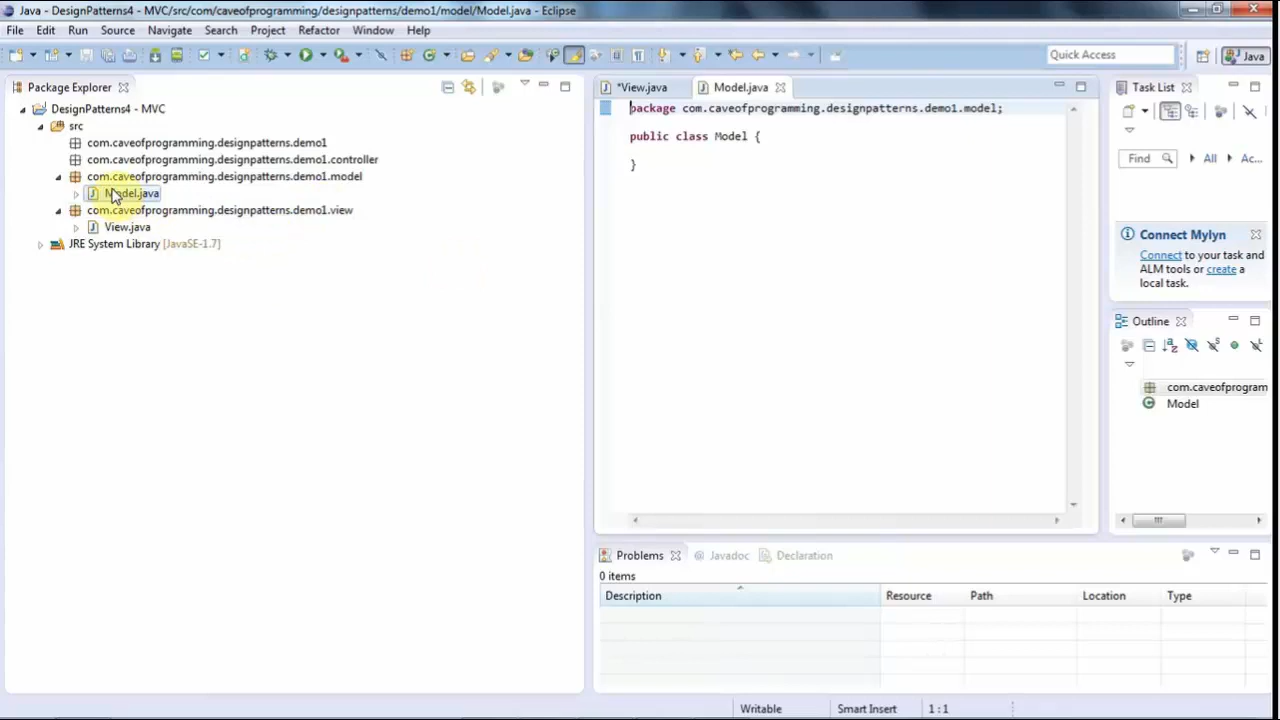 Java - DesignPatterns4 - MVC/src/com/caveofprogramming/designpatterns/demo1/model/Model.java - Eclipse
File Edit Run Source Navigate Search Project Refactor Window Help
Quick Access
Java
Package Explorer
DesignPatterns4 - MVC
src
com.caveofprogramming.designpatterns.demo1
com.caveofprogramming.designpatterns.demo1.controller
com.caveofprogramming.designpatterns.demo1.model
Model.java
com.caveofprogramming.designpatterns.demo1.view
View.java
JRE System Library [JavaSE-1.7]
*View.java
Model.java
package com.caveofprogramming.designpatterns.demo1.model;
public class Model {
}
Task List
Find
All
Ac...
Connect Mylyn
Connect to your task and
ALM tools or create a
local task.
Outline
com.caveofprogram
Model
Problems
@ Javadoc
Declaration
0 items
Description Resource Path Location Type
Writable Smart Insert 1 : 1